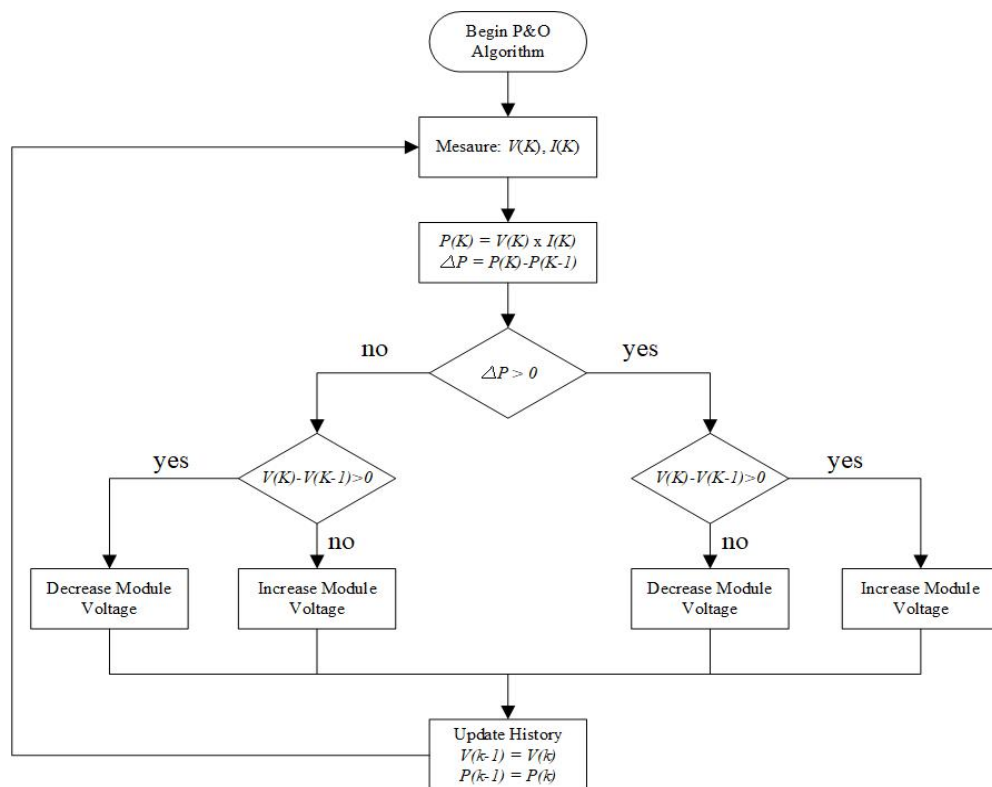 Begin P&O
Algorithm
Mesaure: V(K), I(K)
P(K) = V(K) x I(K)
△P = P(K)-P(K-1)
no
yes
△P > 0
yes
V(K)-V(K-1)>0
no
V(K)-V(K-1)>0
yes
no
Decrease Module
Voltage
Increase Module
Voltage
Decrease Module
Voltage
Increase Module
Voltage
Update History
V(k-1) = V(k)
P(k-1) = P(k)